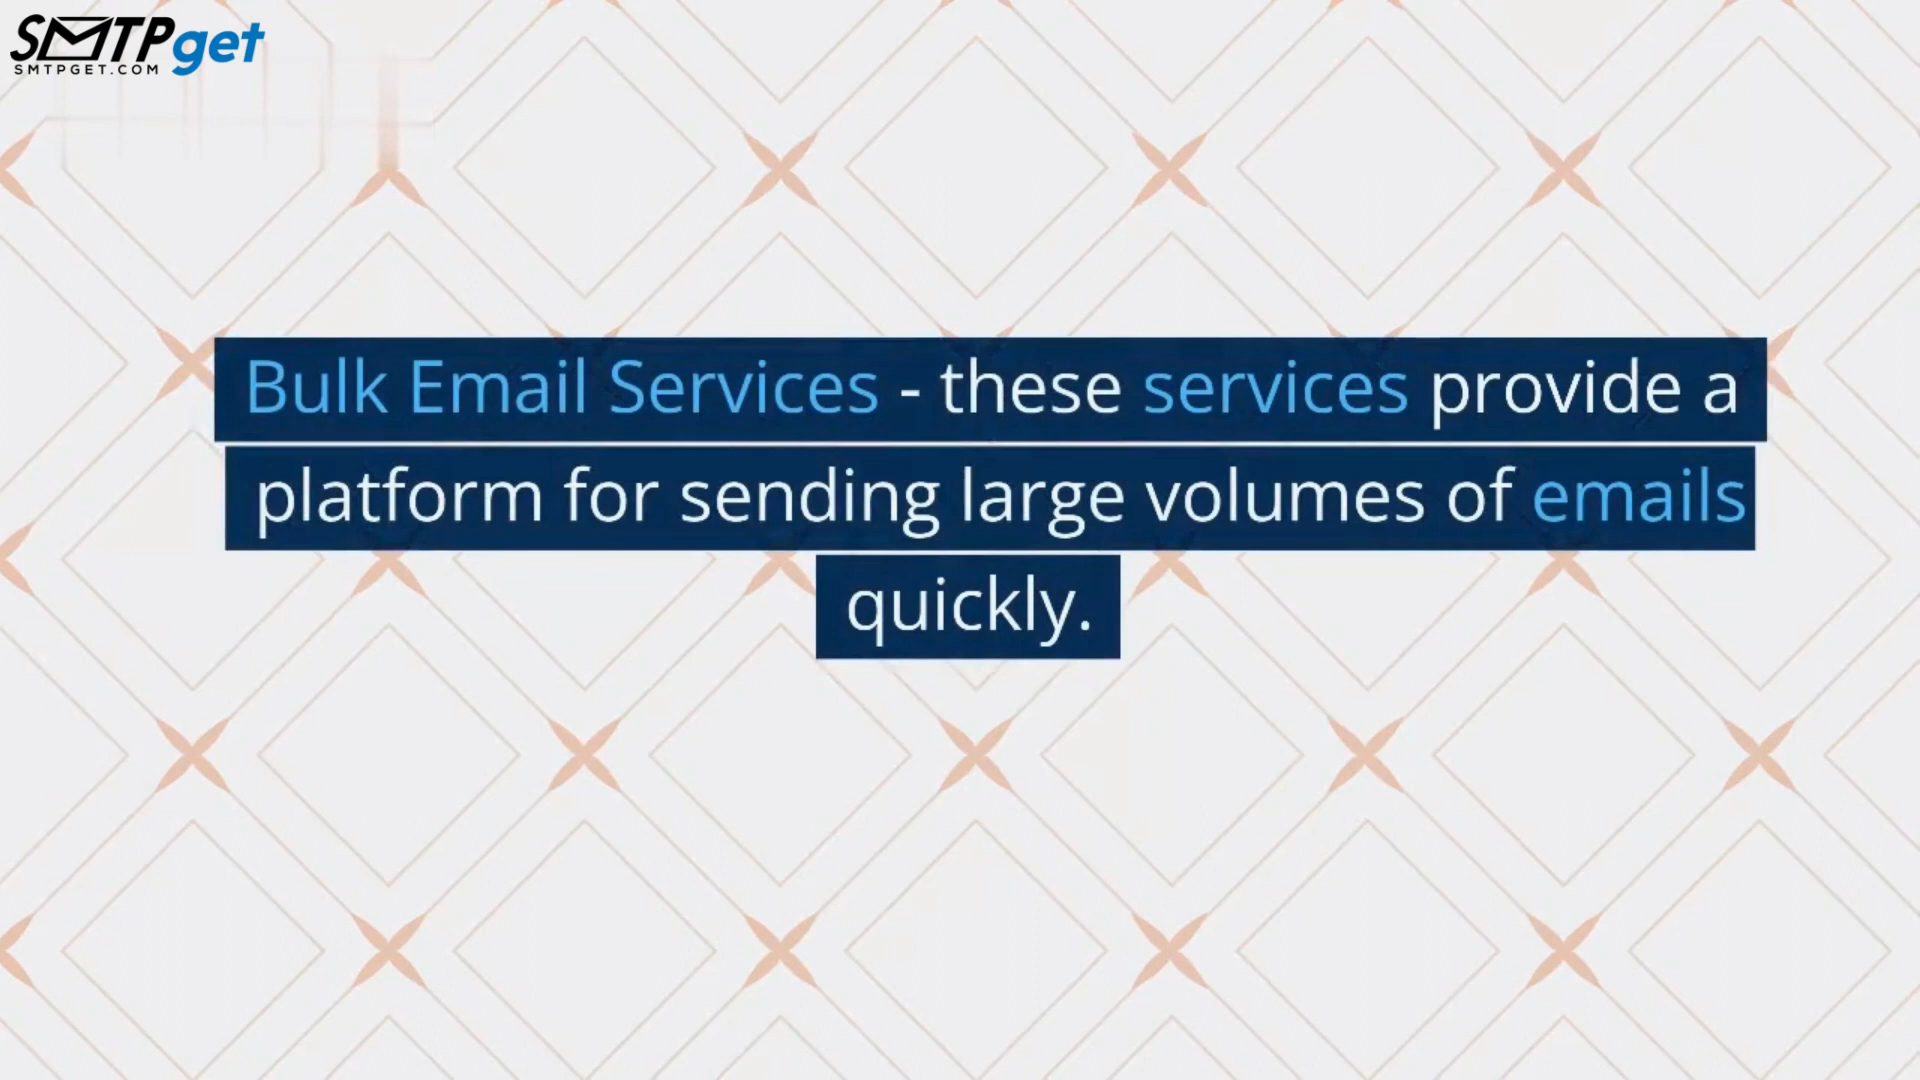 SMTPget
SMTPGET.COM
Bulk Email Services - these services provide a
platform for sending large volumes of emails
quickly.